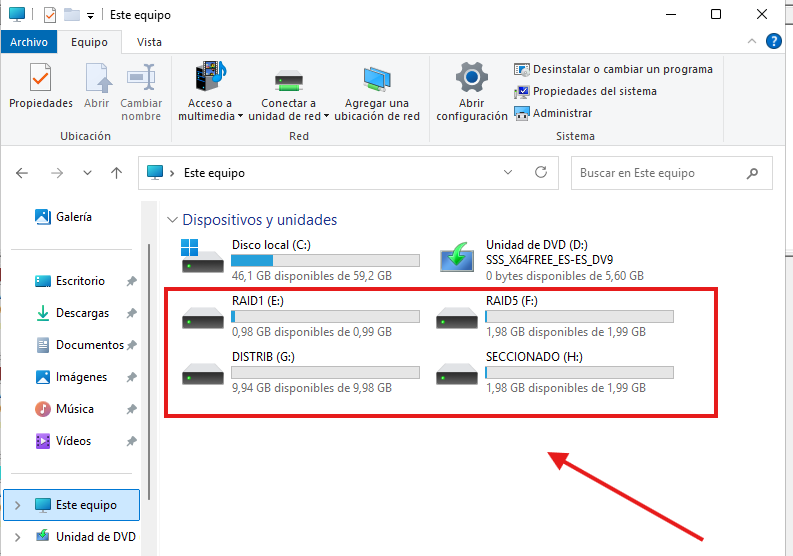 Este equipo
Archivo
Equipo
Vista
Propiedades
Abrir
Cambiar
nombre
Ubicación
Acceso a
multimedia
Conectar a
unidad de red
Agregar una
ubicación de red
Red
Abrir
configuración
Desinstalar o cambiar un programa
Propiedades del sistema
Administrar
Sistema
Este equipo
Buscar en Este equipo
Galería
Escritorio
Descargas
Documentos
Imágenes
Música
Vídeos
Este equipo
Unidad de DVD
Dispositivos y unidades
Disco local (C:)
46,1 GB disponibles de 59,2 GB
Unidad de DVD (D:)
SSS_X64FREE_ES-ES_DV9
0 bytes disponibles de 5,60 GB
RAID1 (E:)
0,98 GB disponibles de 0,99 GB
RAID5 (F:)
1,98 GB disponibles de 1,99 GB
DISTRIB (G:)
9,94 GB disponibles de 9,98 GB
SECCIONADO (H:)
1,98 GB disponibles de 1,99 GB